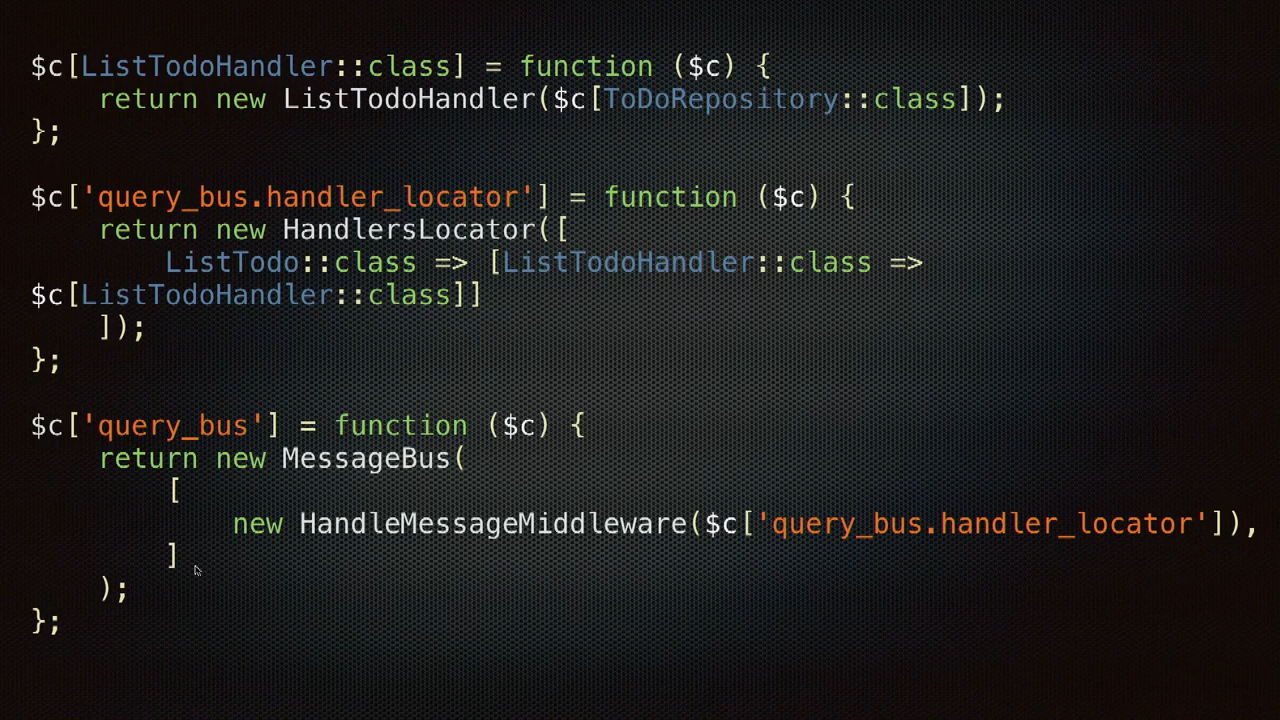 $c[ListTodoHandler::class] = function ($c) {
    return new ListTodoHandler($c[ToDoRepository::class]);
};

$c['query_bus.handler_locator'] = function ($c) {
    return new HandlersLocator([
        ListTodo::class => [ListTodoHandler::class =>
$c[ListTodoHandler::class]]
    ]);
};

$c['query_bus'] = function ($c) {
    return new MessageBus(
        [
            new HandleMessageMiddleware($c['query_bus.handler_locator']),
        ]
    );
};